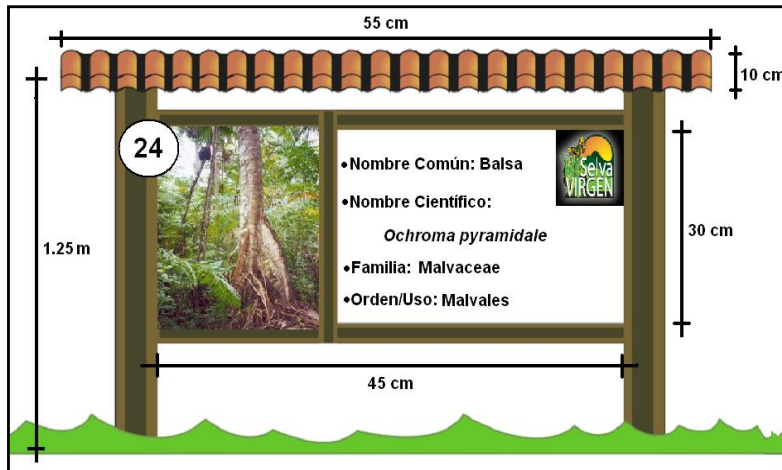 55 cm
10 cm
24
•Nombre Común: Balsa
Selva
VIRGEN
•Nombre Científico:
Ochroma pyramidale
1.25 m
30 cm
•Familia: Malvaceae
•Orden/Uso: Malvales
45 cm